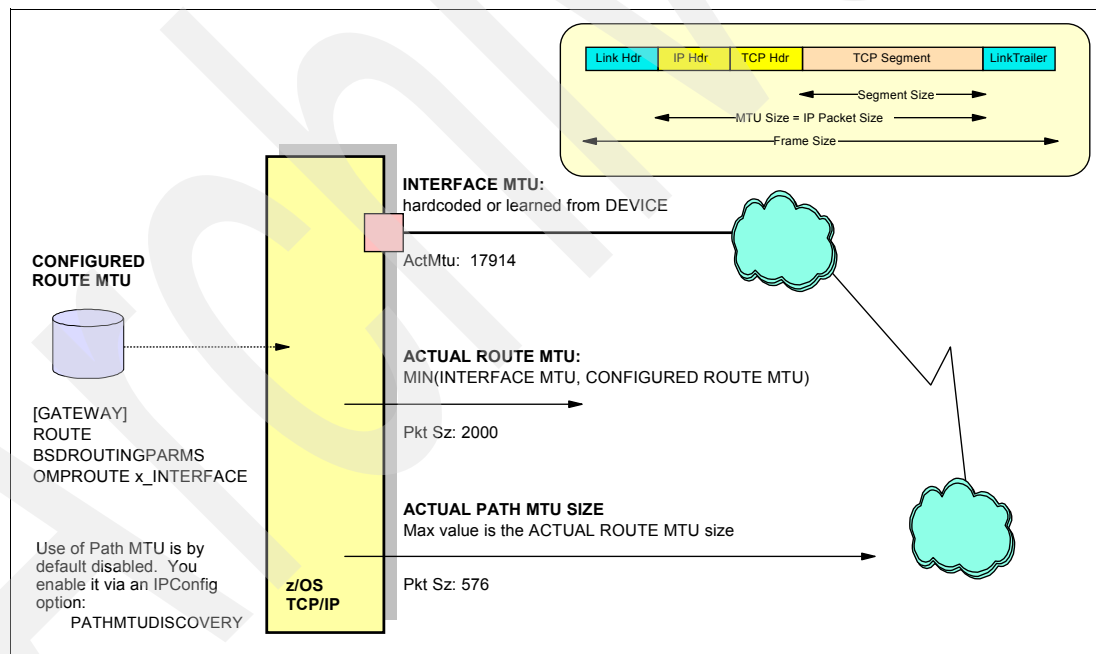 Link Hdr IP Hdr TCP Hdr TCP Segment LinkTrailer
Segment Size
MTU Size = IP Packet Size
Frame Size
INTERFACE MTU:
hardcoded or learned from DEVICE
ActMtu: 17914
CONFIGURED
ROUTE MTU
ACTUAL ROUTE MTU:
MIN(INTERFACE MTU, CONFIGURED ROUTE MTU)
Pkt Sz: 2000
[GATEWAY]
ROUTE
BSDROUTINGPARMS
OMPROUTE x_INTERFACE
ACTUAL PATH MTU SIZE
Max value is the ACTUAL ROUTE MTU size
Pkt Sz: 576
Use of Path MTU is by
default disabled. You
enable it via an IPConfig
option:
PATHMTUDISCOVERY
z/OS
TCP/IP